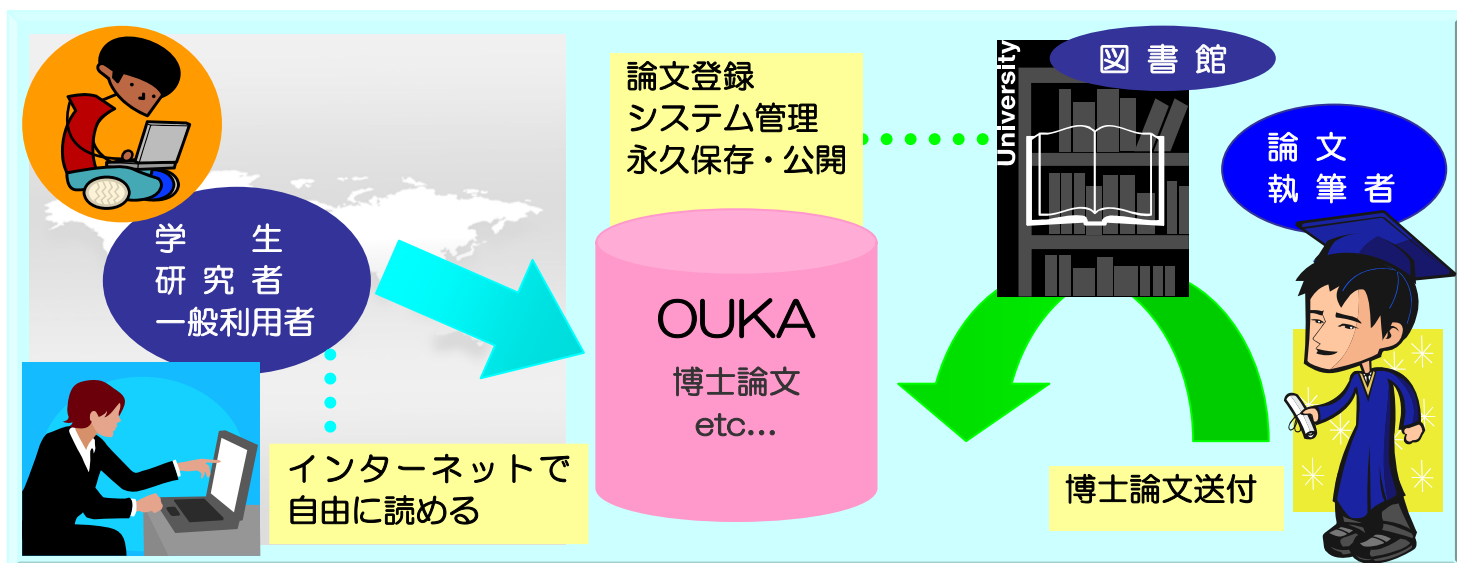 学 生
研 究 者
一般利用者
インターネットで
自由に読める
論文登録
システム管理
永久保存・公開
OUKA
博士論文
etc...
University
図 書 館
論 文
執 筆 者
博士論文送付